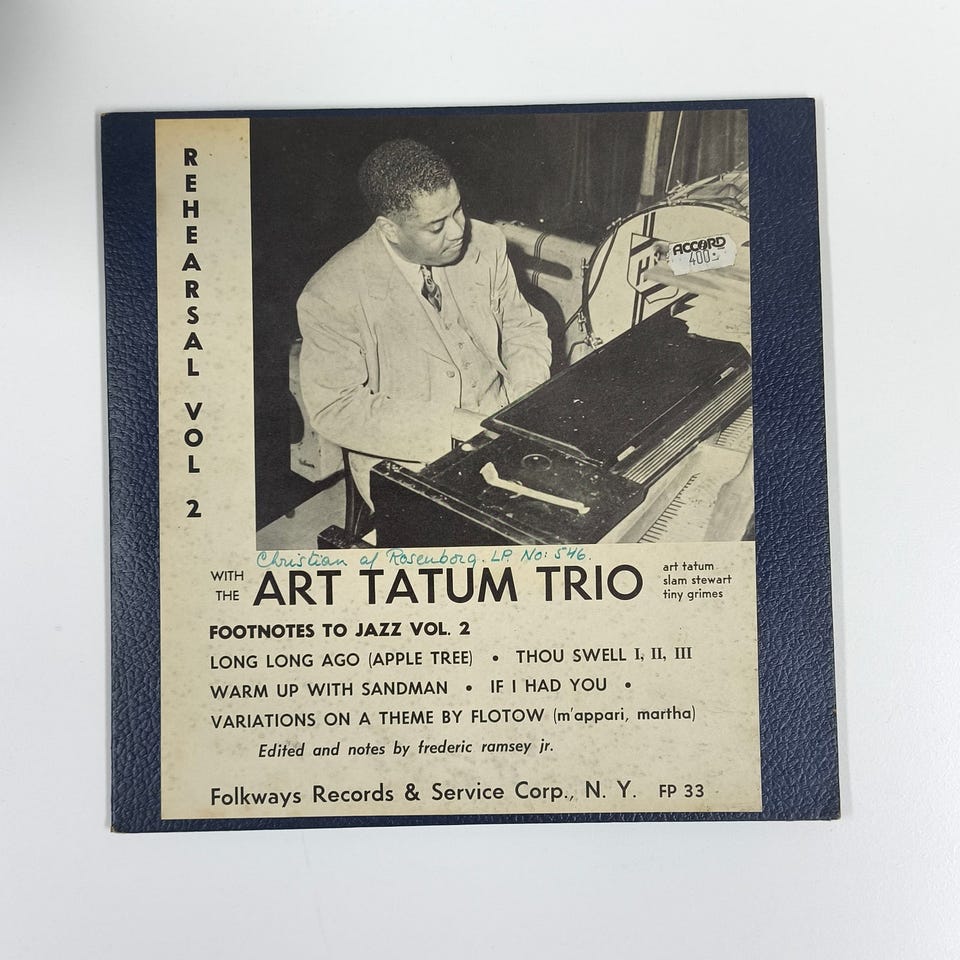 REHEARSAL VOL 2
ACCORD
400.-
Christian af Rosenborg. LP. No: 546.
WITH THE ART TATUM TRIO
art tatum
slam stewart
tiny grimes
FOOTNOTES TO JAZZ VOL. 2
LONG LONG AGO (APPLE TREE) • THOU SWELL I, II, III
WARM UP WITH SANDMAN • IF I HAD YOU •
VARIATIONS ON A THEME BY FLOTOW (m'appari, martha)
Edited and notes by frederic ramsey jr.
Folkways Records & Service Corp., N. Y. FP 33